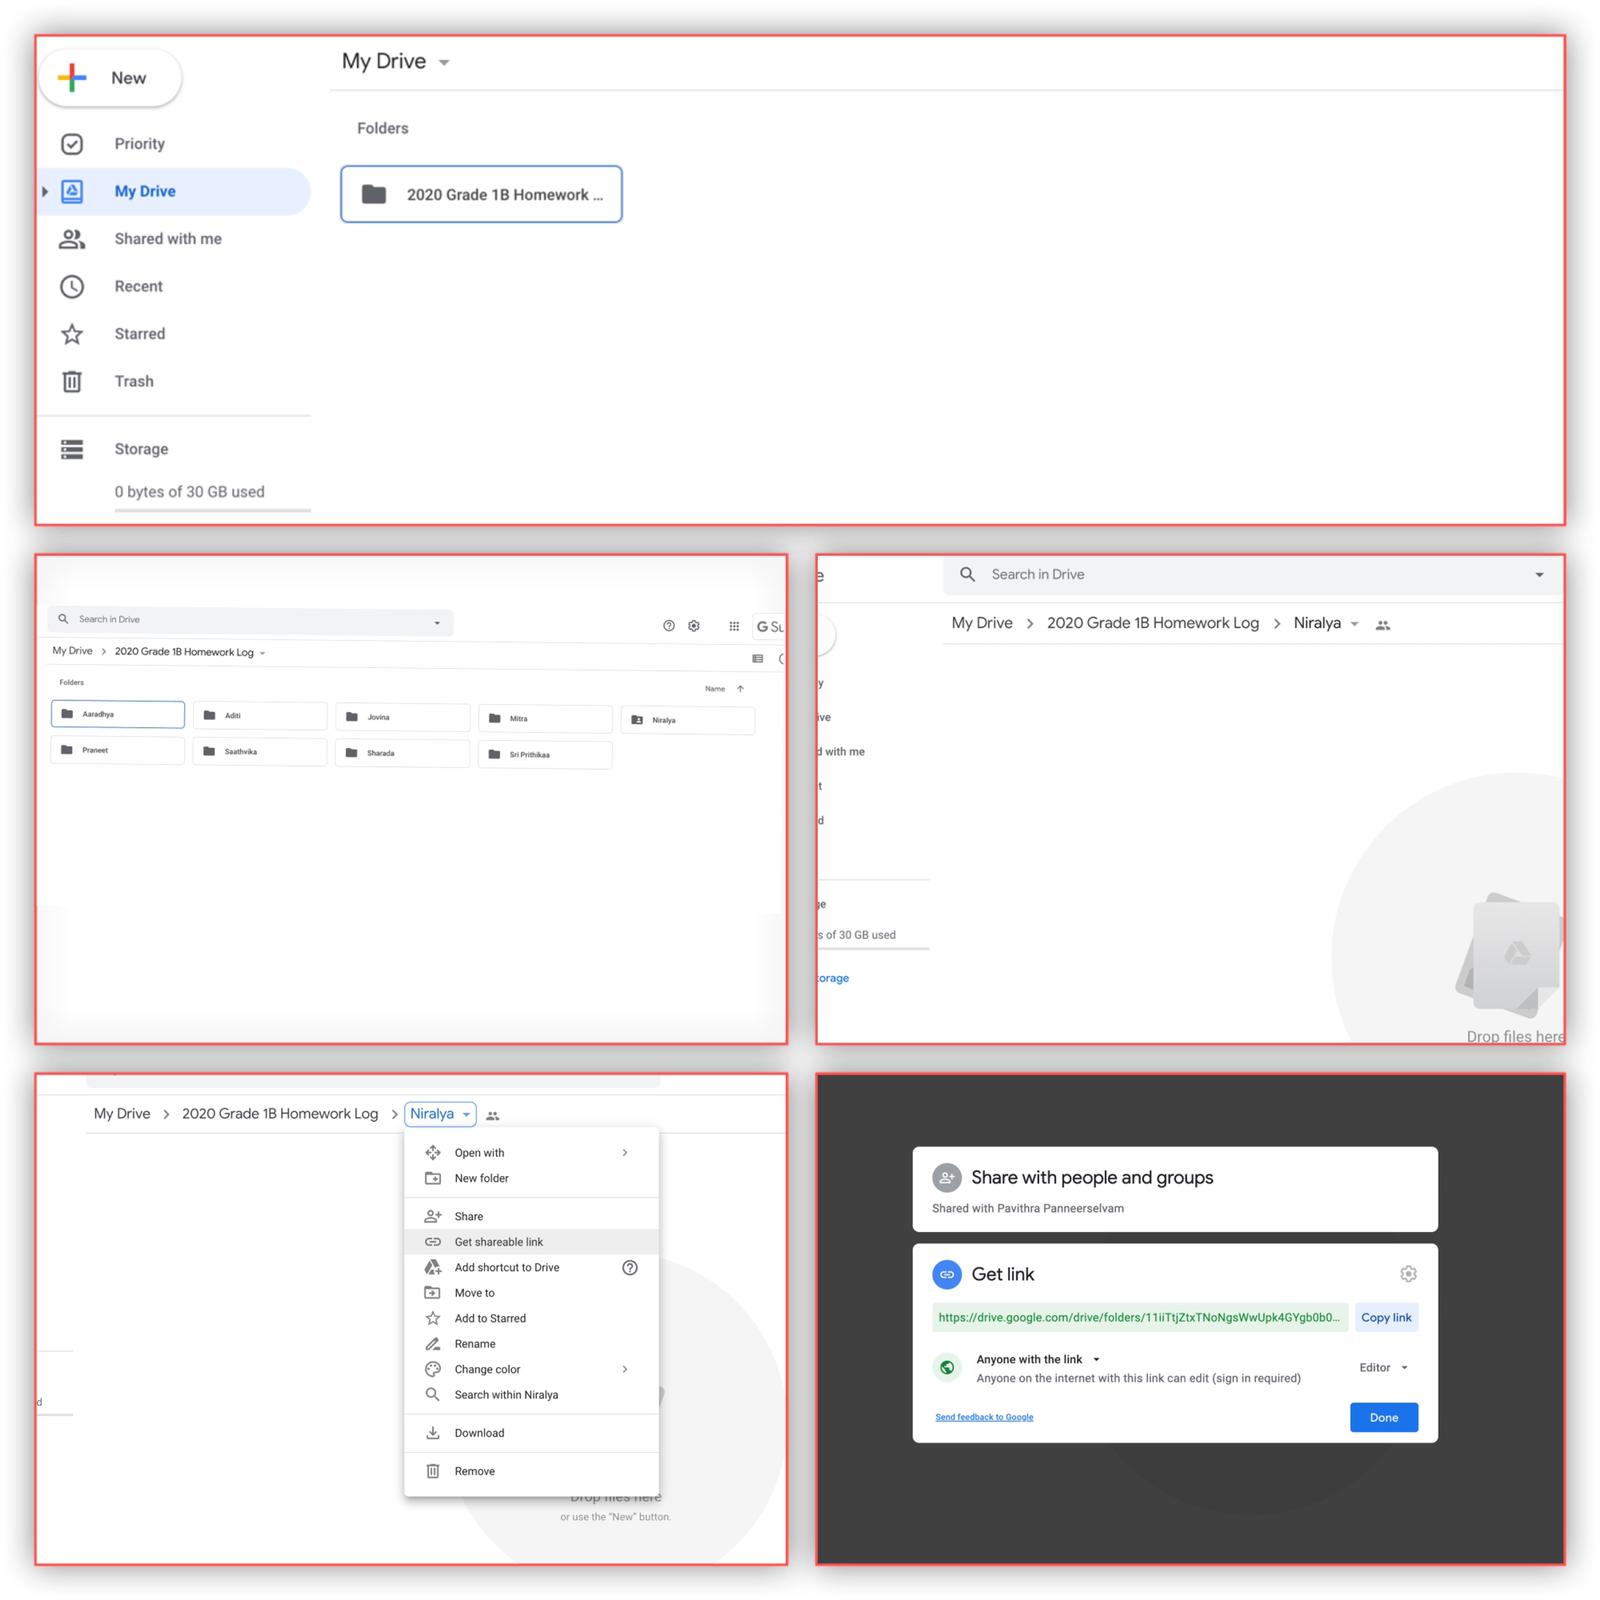 New
Priority
My Drive
Shared with me
Recent
Starred
Trash
Storage
0 bytes of 30 GB used
My Drive
Folders
2020 Grade 1B Homework ...
Search in Drive
G Su
My Drive > 2020 Grade 1B Homework Log
Folders
Name
Aaradhya Aditi Jovina Mitra Niralya
Praneet Saathvika Sharada Sri Prithikaa
e
Search in Drive
My Drive > 2020 Grade 1B Homework Log > Niralya
y
ive
d with me
t
d
ge
s of 30 GB used
torage
Drop files here
My Drive > 2020 Grade 1B Homework Log > Niralya
Open with
New folder
Share
Get shareable link
Add shortcut to Drive
Move to
Add to Starred
Rename
Change color
Search within Niralya
Download
Remove
d
Drop files here
or use the “New” button.
Share with people and groups
Shared with Pavithra Panneerselvam
Get link
https://drive.google.com/drive/folders/11iiTtjZtxTNoNgsWwUpk4GYgb0b0... Copy link
Anyone with the link
Anyone on the internet with this link can edit (sign in required)
Editor
Send feedback to Google
Done